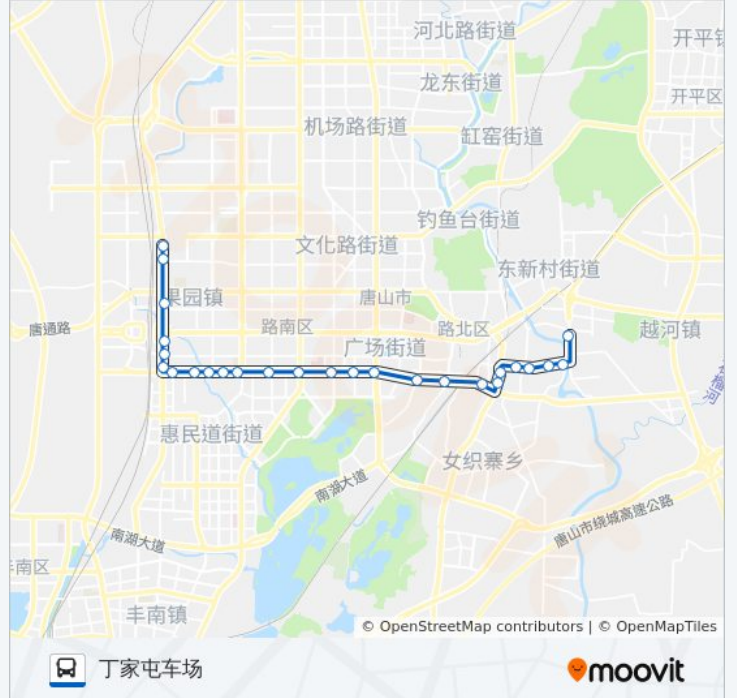 河北路街道
开平
龙东街道
开平区
机场路街道
缸窑街道
钓鱼台街道
文化路街道
东新村街道
果园镇
唐山市
唐通路
路南区
路北区
越河镇
广场街道
惠民道街道
女织寨乡
南湖大道
唐山市绕城高速公路
南湖大道
南区
丰南镇
© OpenStreetMap contributors | © OpenMapTiles
丁家屯车场
moovit